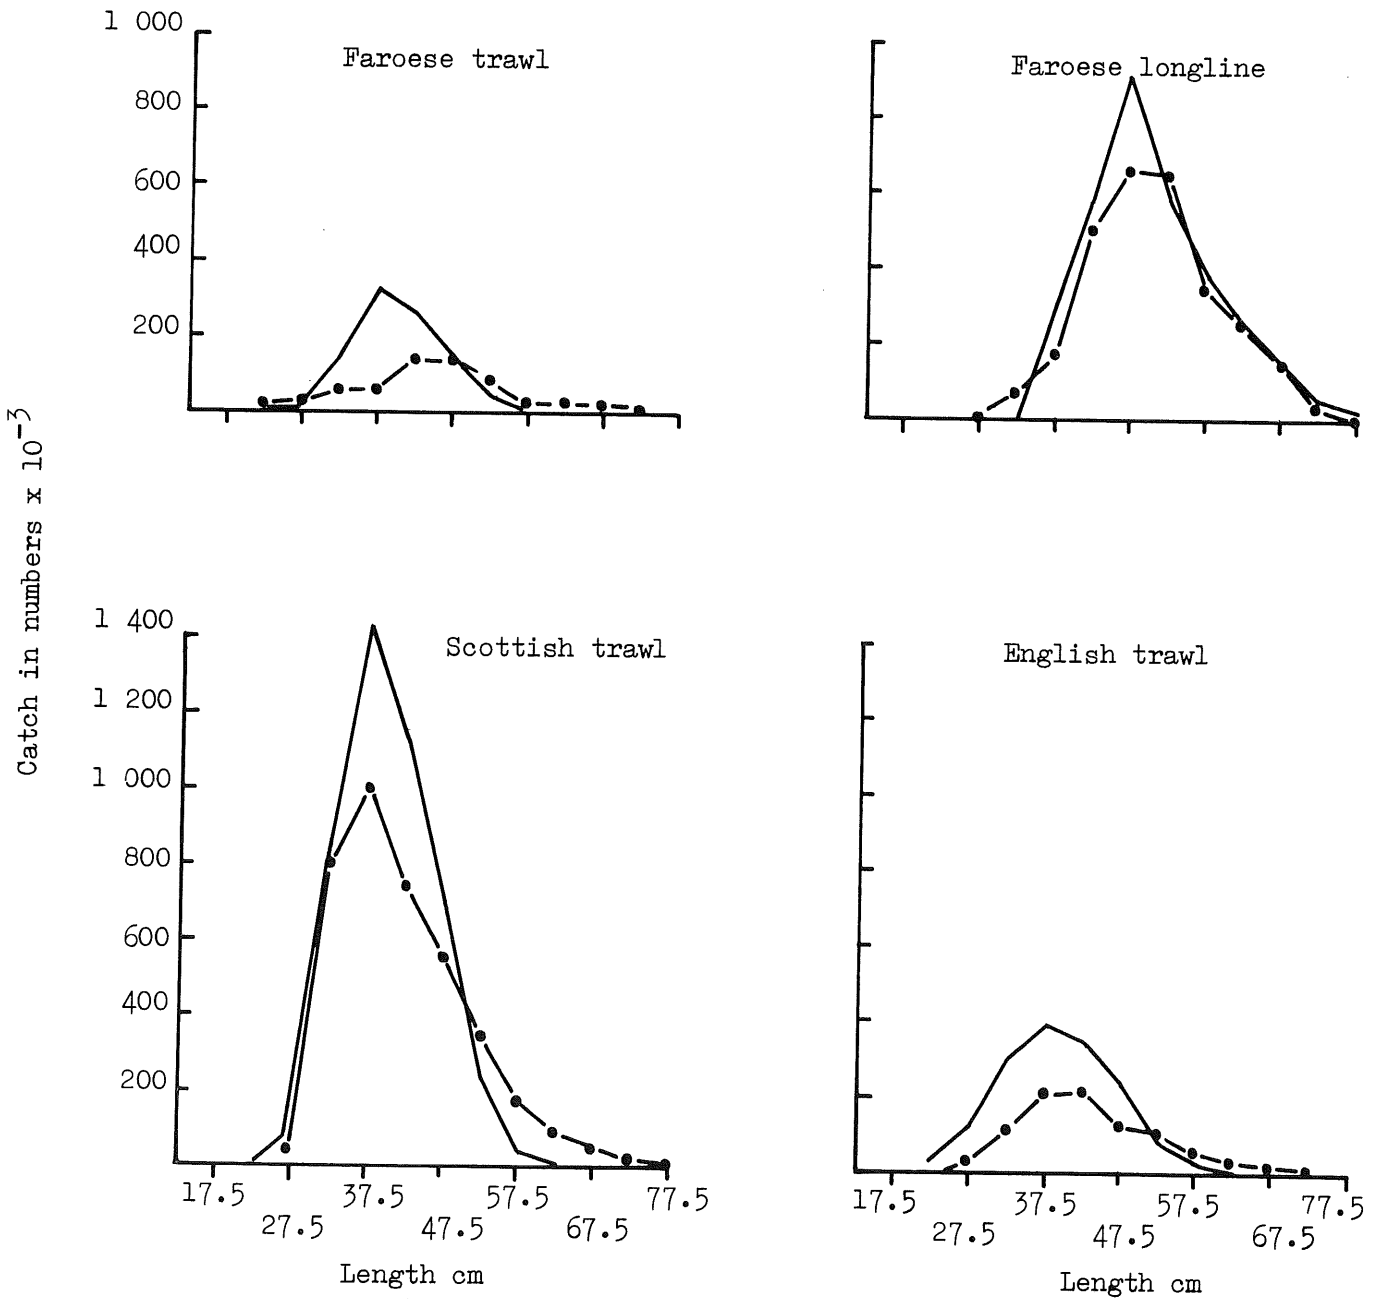 Catch in numbers x 10⁻³
Faroese trawl
1 000
800
600
400
200
Faroese longline
Scottish trawl
1 400
1 200
1 000
800
600
400
200
17.5 37.5 57.5 77.5
27.5 47.5 67.5
Length cm
English trawl
17.5 37.5 57.5 77.5
27.5 47.5 67.5
Length cm